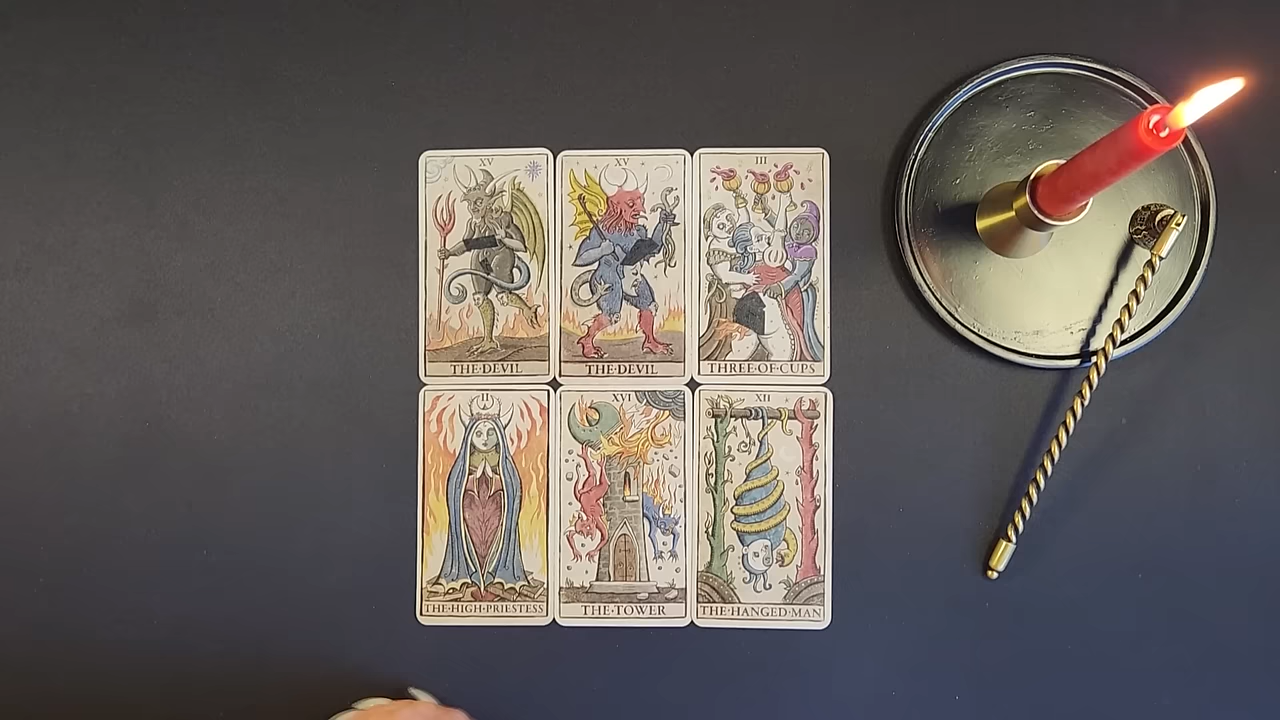 XV
THE·DEVIL
XV
THE·DEVIL
III
THREE·OF·CUPS
II
THE·HIGH·PRIESTESS
XVI
THE·TOWER
XII
THE·HANGED·MAN